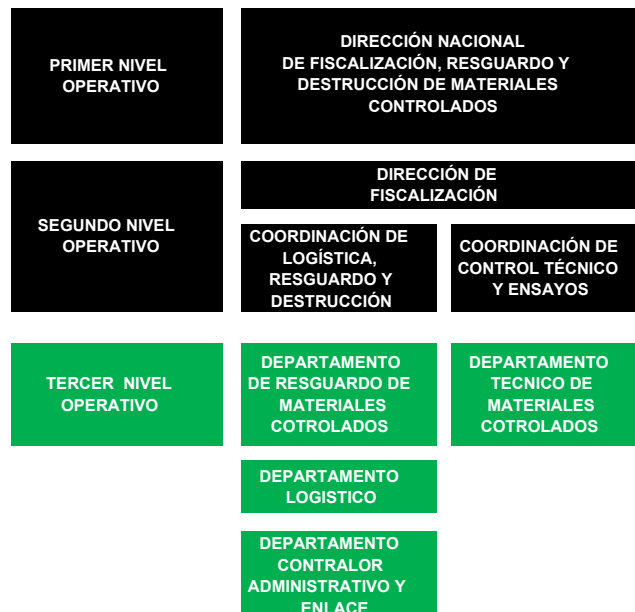 PRIMER NIVEL
OPERATIVO
DIRECCIÓN NACIONAL
DE FISCALIZACIÓN, RESGUARDO Y
DESTRUCCIÓN DE MATERIALES
CONTROLADOS
SEGUNDO NIVEL
OPERATIVO
DIRECCIÓN DE
FISCALIZACIÓN
COORDINACIÓN DE
LOGÍSTICA,
RESGUARDO Y
DESTRUCCIÓN
COORDINACIÓN DE
CONTROL TÉCNICO
Y ENSAYOS
TERCER NIVEL
OPERATIVO
DEPARTAMENTO
DE RESGUARDO DE
MATERIALES
COTROLADOS
DEPARTAMENTO
TECNICO DE
MATERIALES
COTROLADOS
DEPARTAMENTO
LOGISTICO
DEPARTAMENTO
CONTRALOR
ADMINISTRATIVO Y
ENLACE